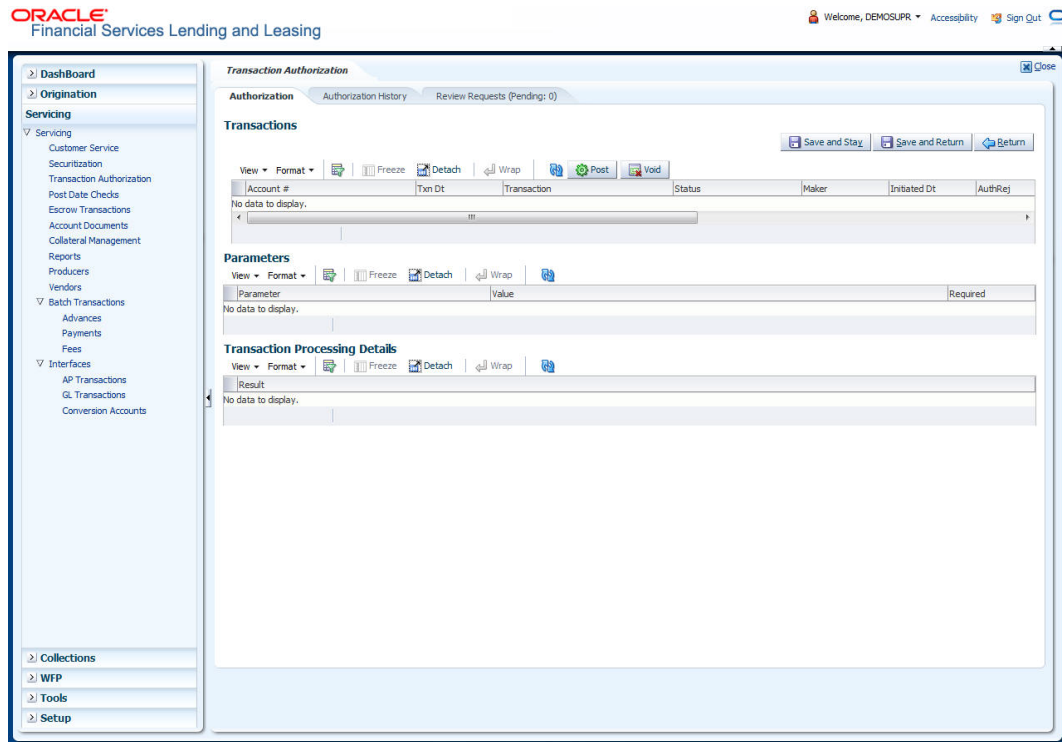 ORACLE
Financial Services Lending and Leasing
Welcome, DEMOSUPR Accessibility Sign Out
Close
DashBoard
Origination
Servicing
Servicing
Customer Service
Securitization
Transaction Authorization
Post Date Checks
Escrow Transactions
Account Documents
Collateral Management
Reports
Producers
Vendors
Batch Transactions
Advances
Payments
Fees
Interfaces
AP Transactions
GL Transactions
Conversion Accounts
Collections
WFP
Tools
Setup
Transaction Authorization
Authorization Authorization History Review Requests (Pending: 0)
Transactions
Save and Stay Save and Return Return
View Format Freeze Detach Wrap Post Void
Account # Txn Dt Transaction Status Maker Initiated Dt AuthRej
No data to display.
Parameters
View Format Freeze Detach Wrap
Parameter Value Required
No data to display.
Transaction Processing Details
View Format Freeze Detach Wrap
Result
No data to display.